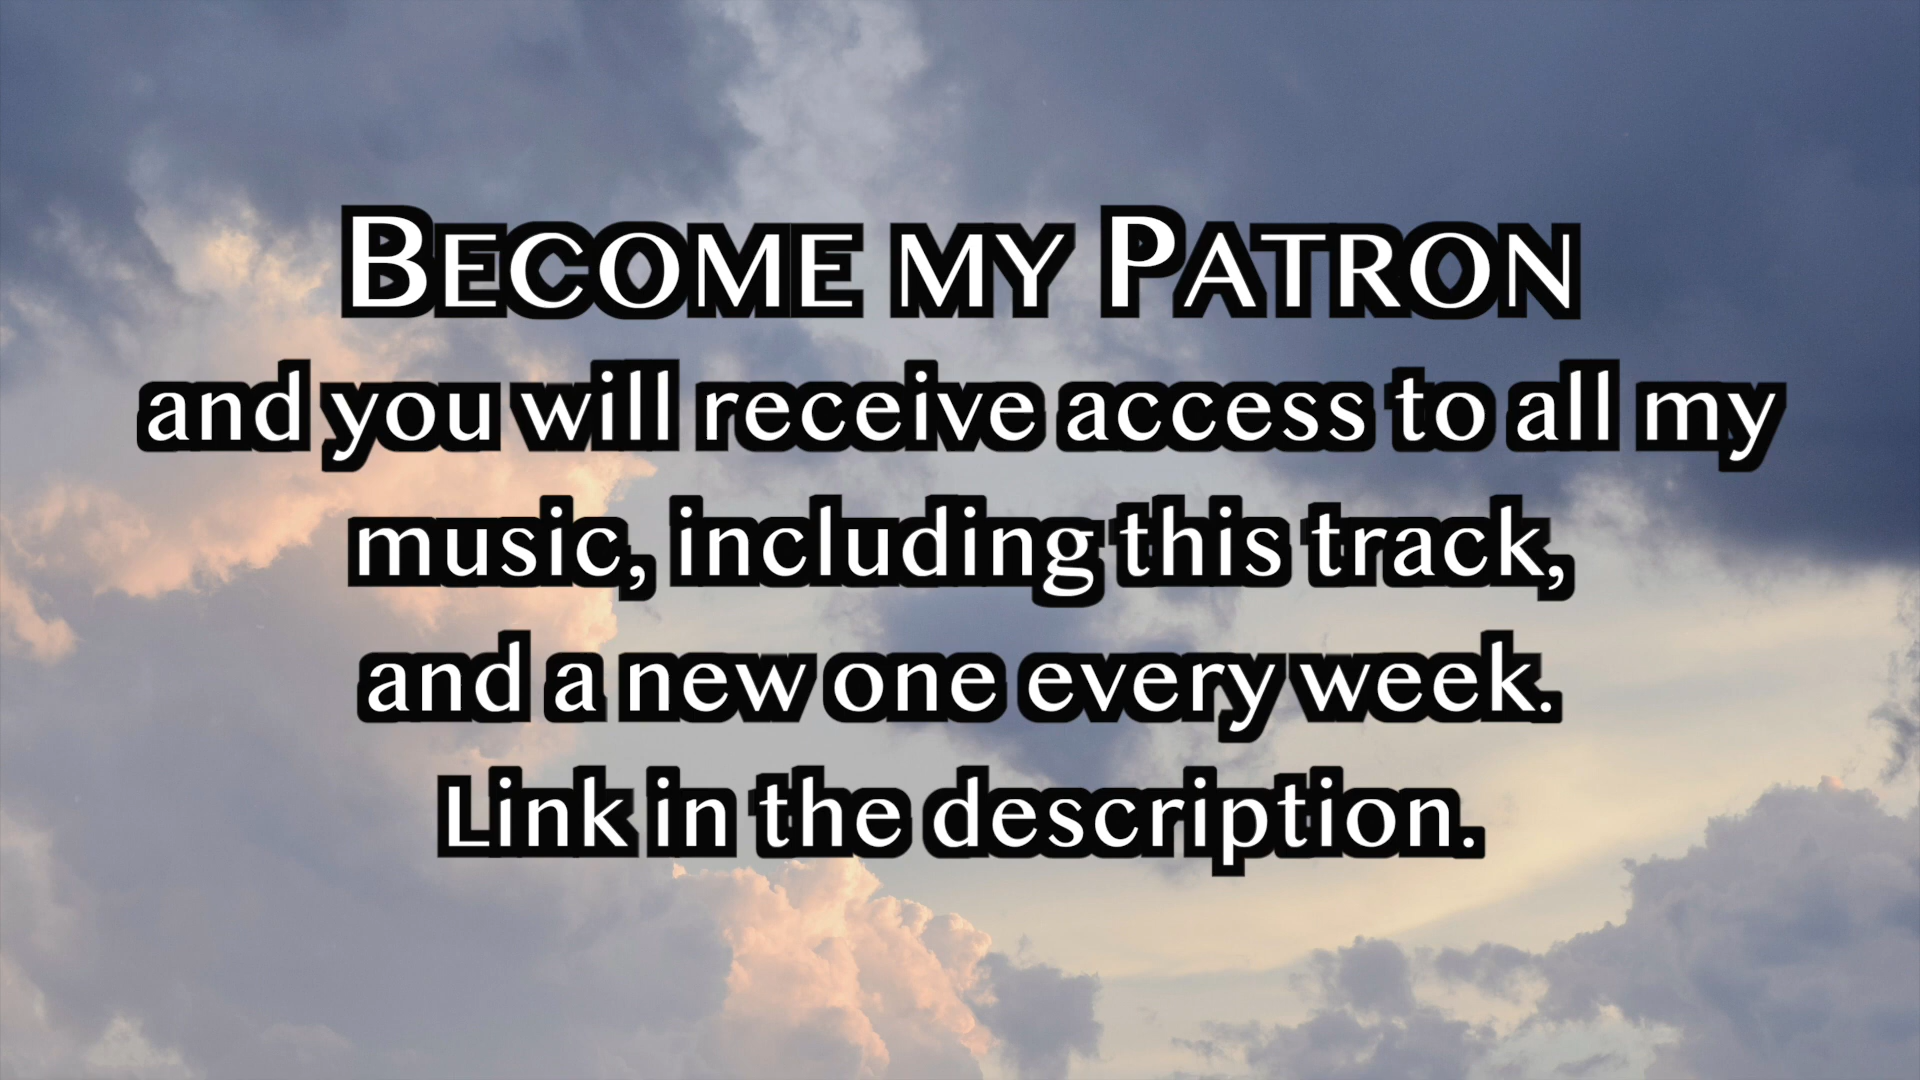 Become my Patron
and you will receive access to all my
music, including this track,
and a new one every week.
Link in the description.